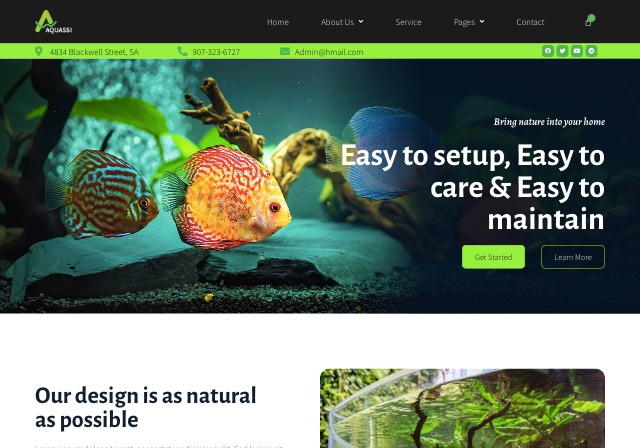 AQUASSI
Home
About Us
Service
Pages
Contact
4834 Blackwell Street, SA
907-323-6727
Admin@hmail.com
Bring nature into your home
Easy to setup, Easy to
care & Easy to
maintain
Get Started
Learn More
Our design is as natural
as possible